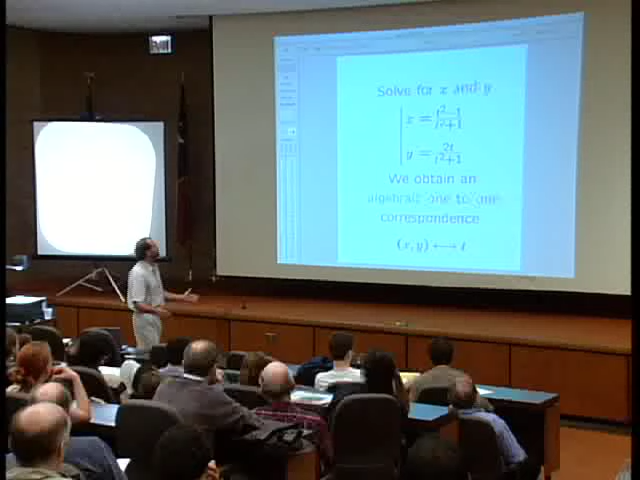 Solve for x and y
x = t²−1 / t²+1
y = 2t / t²+1
We obtain an
algebraic one to one
correspondence
(x, y) ⟷ t